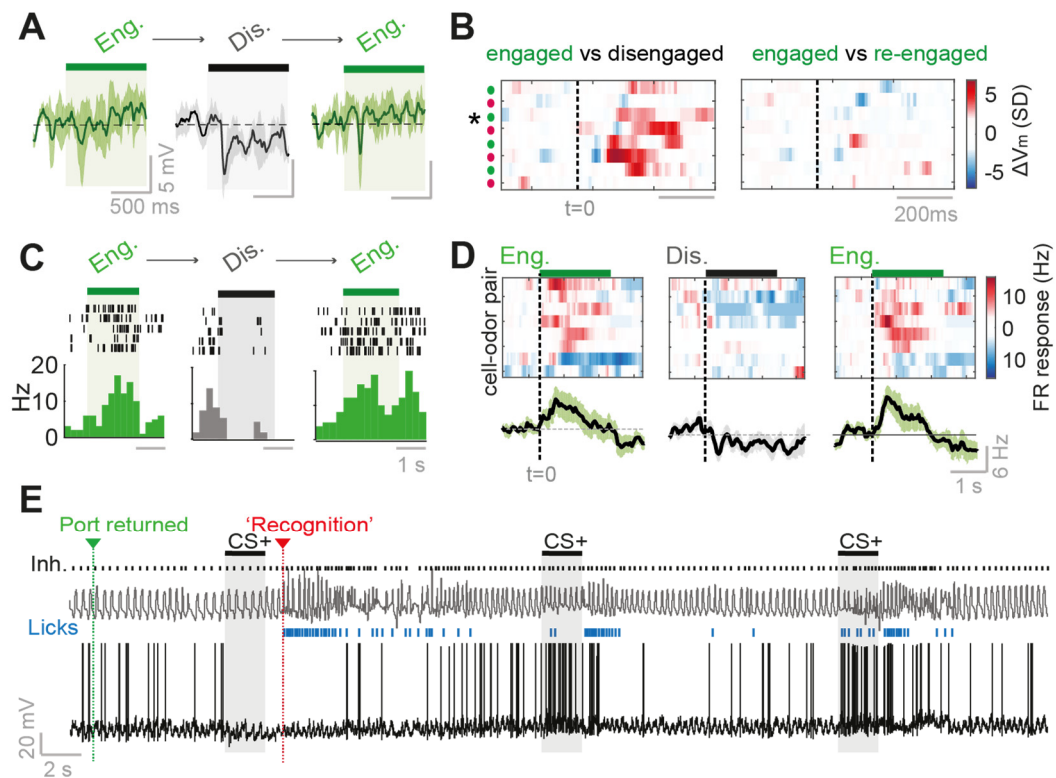 A
Eng.
Dis.
Eng.
5 mV
500 ms
B
engaged vs disengaged
engaged vs re-engaged
*
t=0
200ms
5
0
-5
ΔVm (SD)
C
Eng.
Dis.
Eng.
20
10
0
Hz
1 s
D
Eng.
Dis.
Eng.
cell-odor pair
10
0
10
FR response (Hz)
t=0
6 Hz
1 s
E
Port returned
'Recognition'
CS+
CS+
CS+
Inh.
Licks
20 mV
2 s